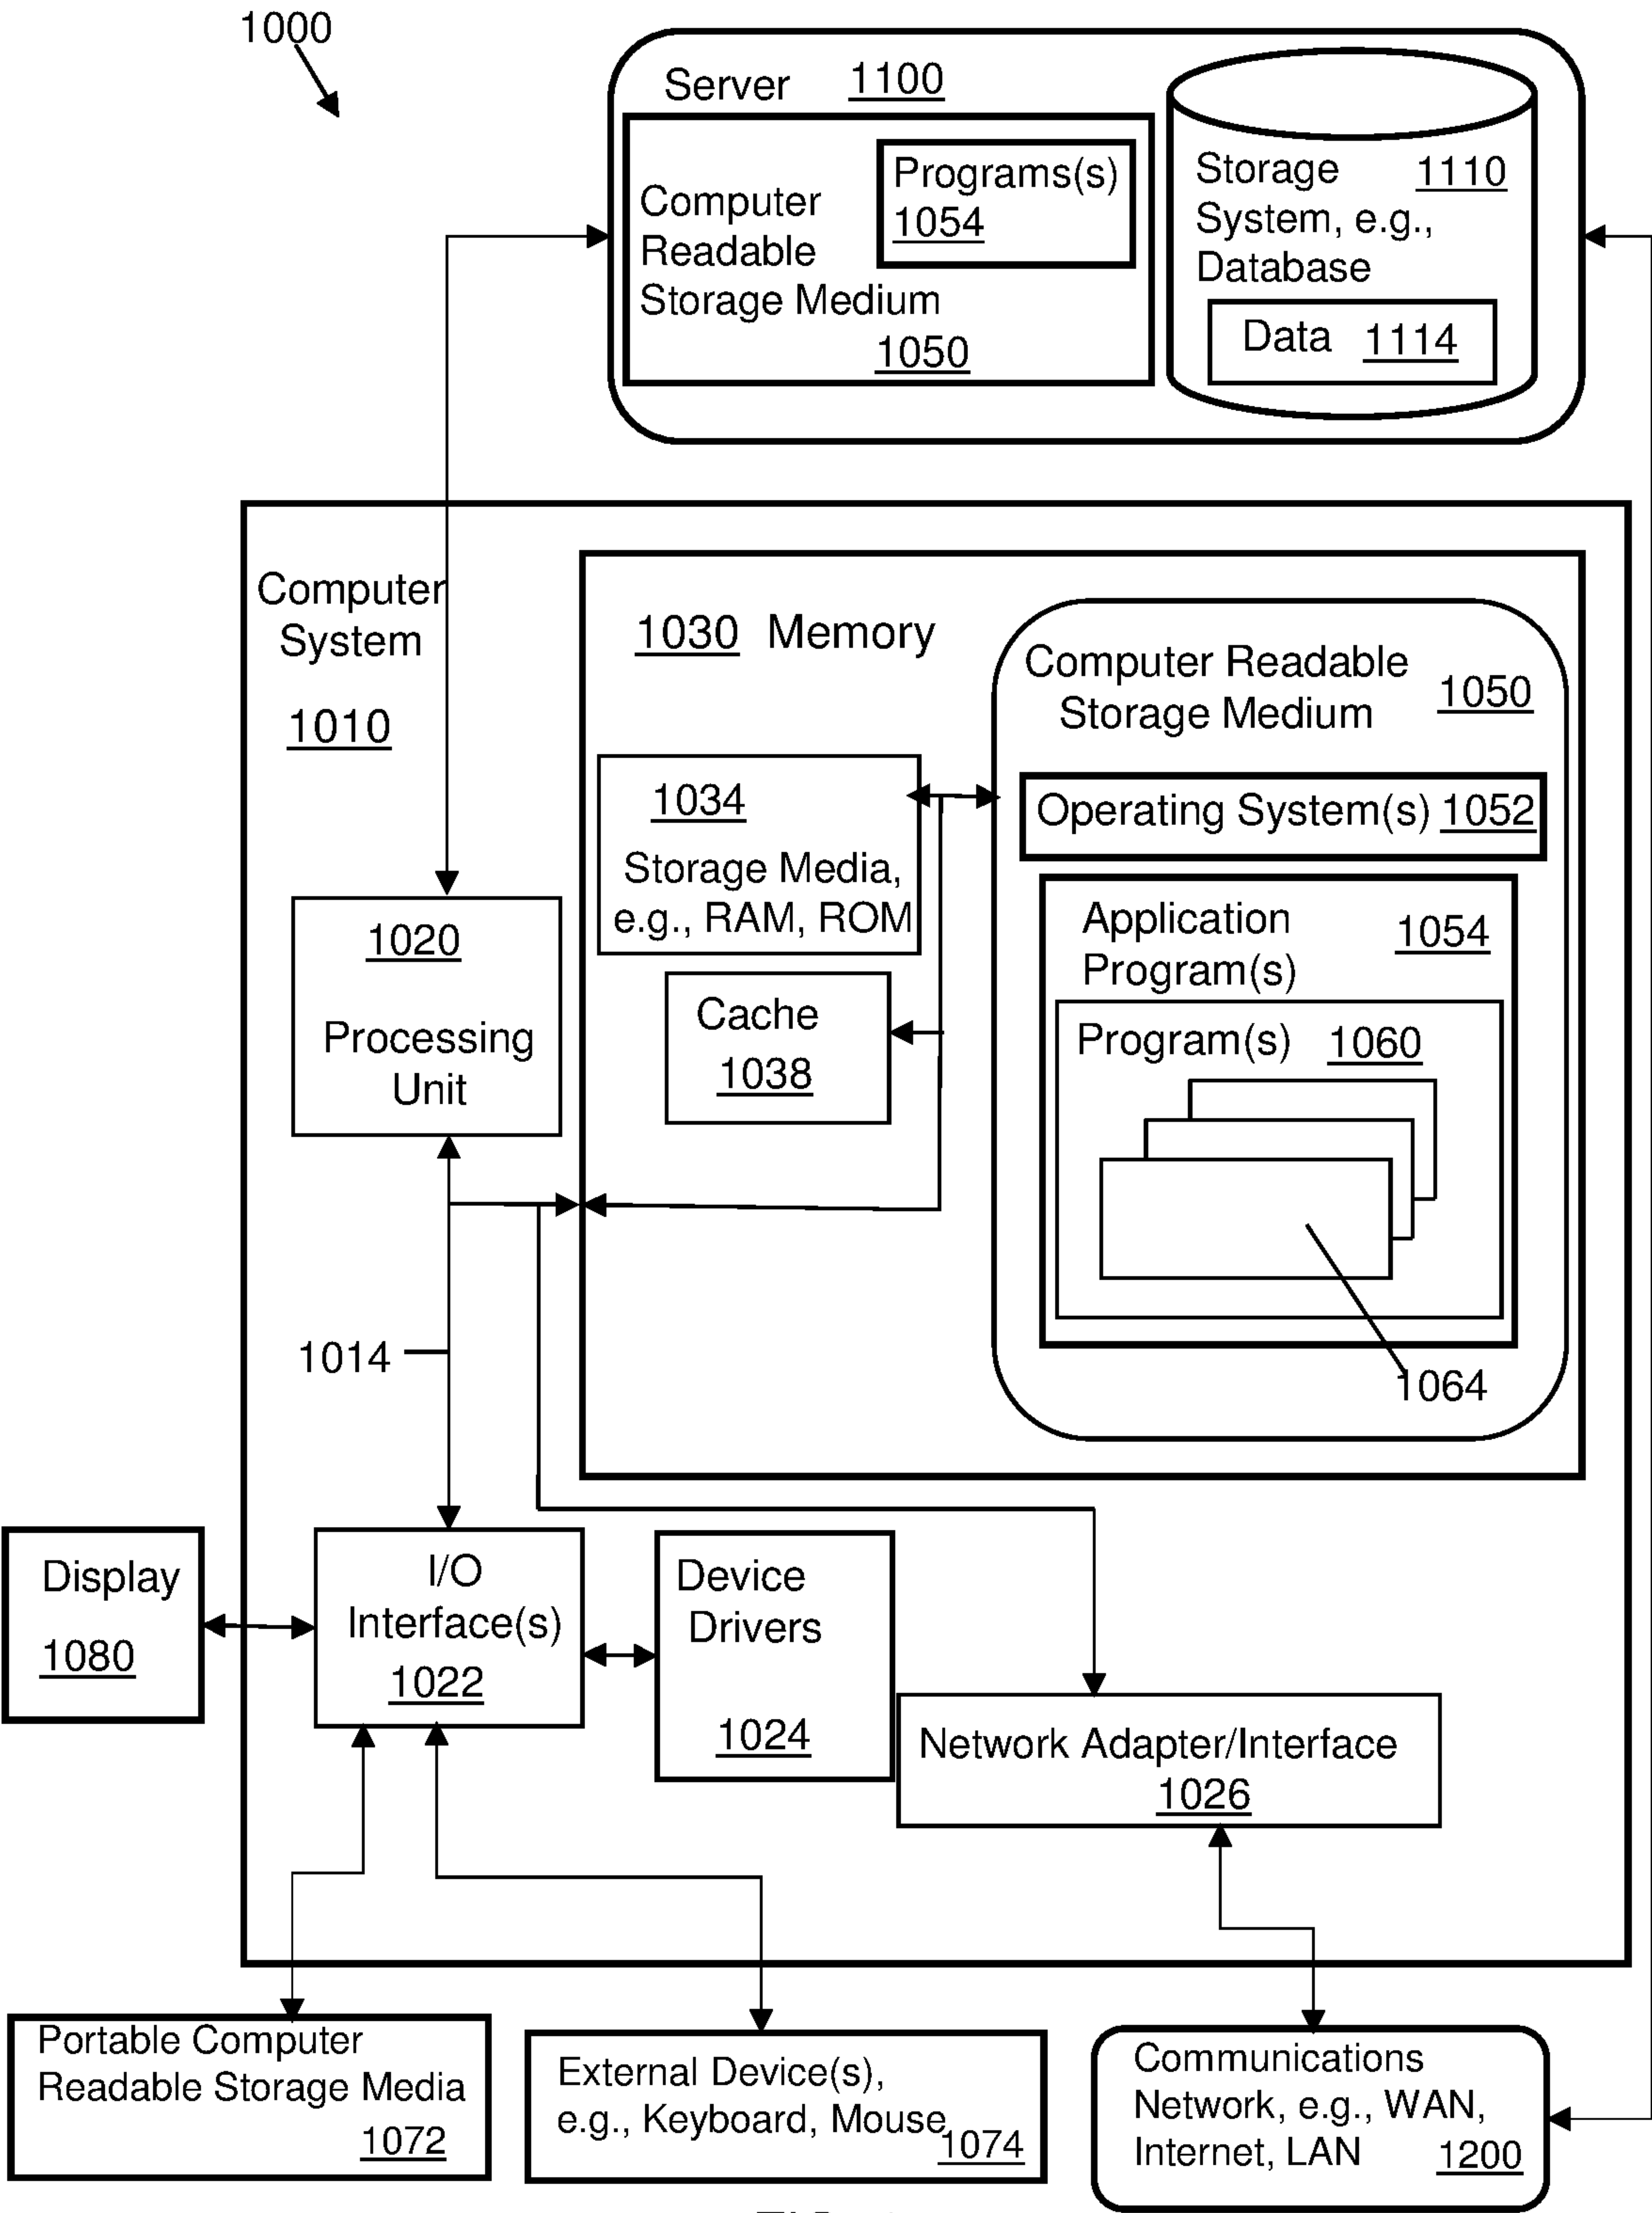 1000
Server 1100
Programs(s)
1054
Computer
Readable
Storage Medium
1050
Storage 1110
System, e.g.,
Database
Data 1114
Computer
System
1010
1030 Memory
Computer Readable
Storage Medium
1050
1034
Storage Media,
e.g., RAM, ROM
Operating System(s) 1052
1020
Processing
Unit
Cache
1038
Application
Program(s)
1054
Program(s) 1060
1064
1014
Display
1080
I/O
Interface(s)
1022
Device
Drivers
1024
Network Adapter/Interface
1026
Portable Computer
Readable Storage Media
1072
External Device(s),
e.g., Keyboard, Mouse
1074
Communications
Network, e.g., WAN,
Internet, LAN 1200